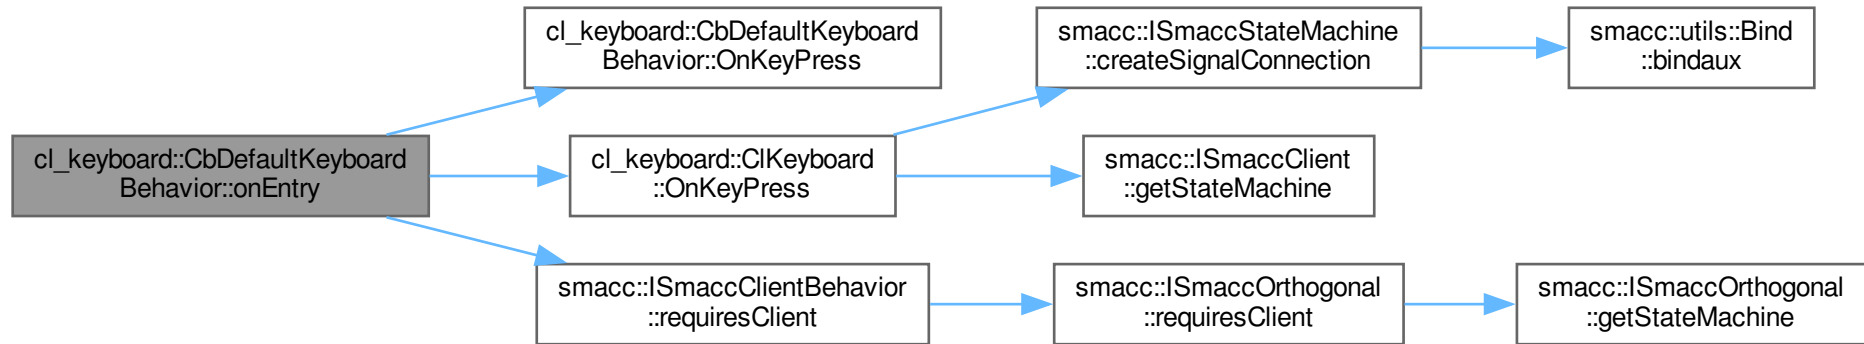 cl_keyboard::CbDefaultKeyboard
Behavior::onEntry
cl_keyboard::CbDefaultKeyboard
Behavior::OnKeyPress
cl_keyboard::ClKeyboard
::OnKeyPress
smacc::ISmaccClientBehavior
::requiresClient
smacc::ISmaccStateMachine
::createSignalConnection
smacc::ISmaccClient
::getStateMachine
smacc::ISmaccOrthogonal
::requiresClient
smacc::utils::Bind
::bindaux
smacc::ISmaccOrthogonal
::getStateMachine